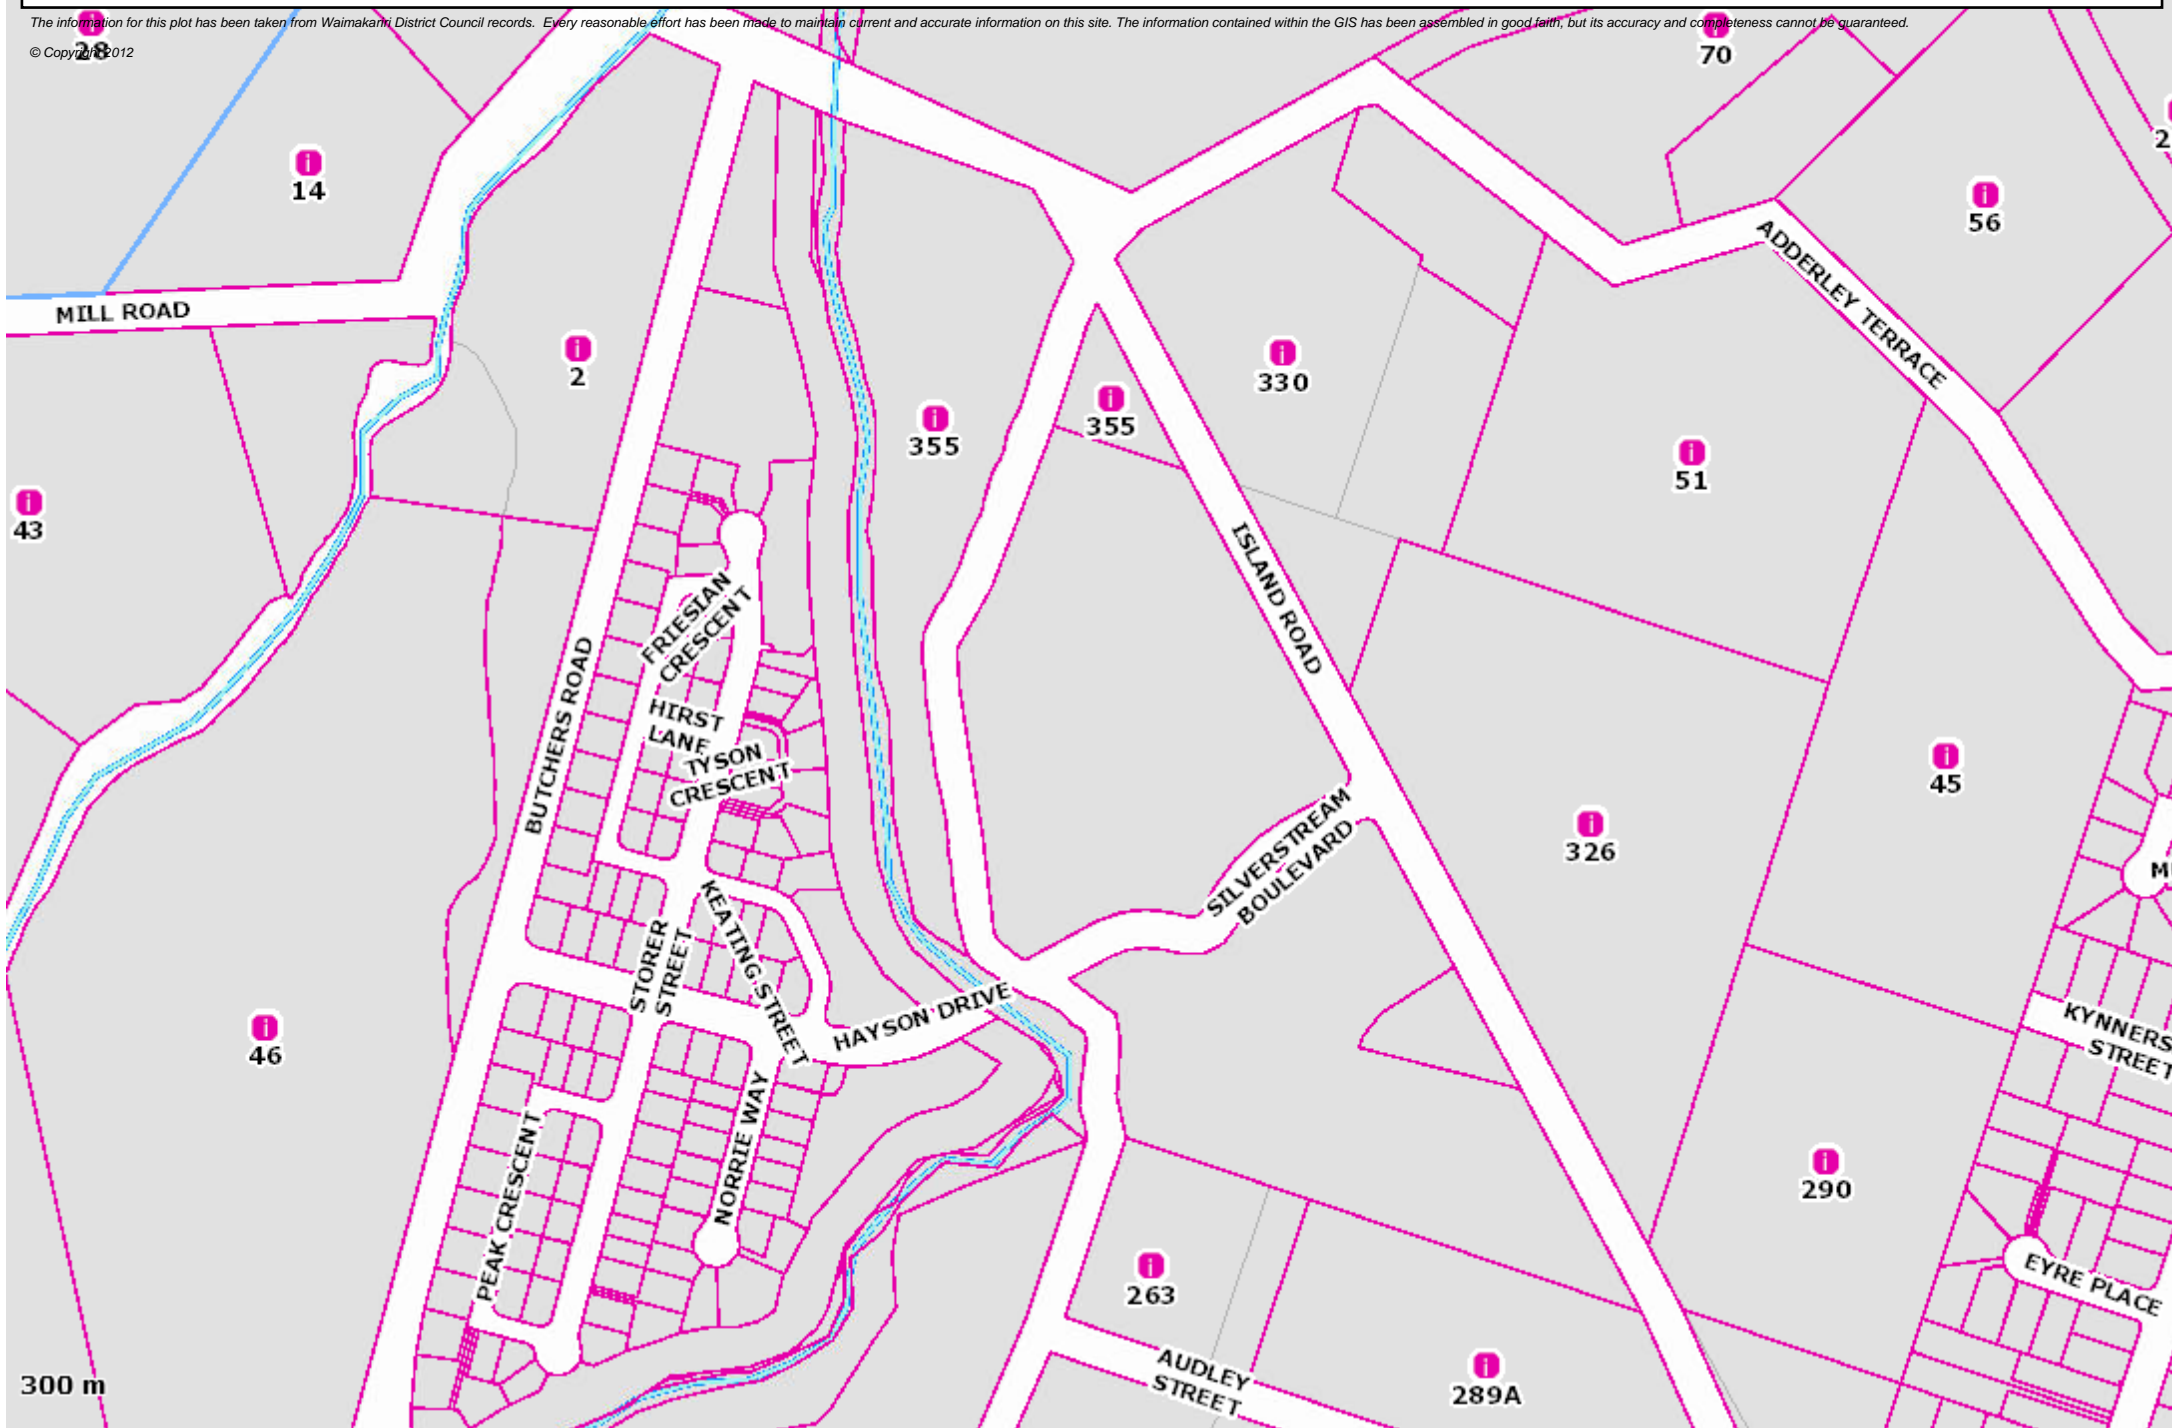 The information for this plot has been taken from Waimakariri District Council records. Every reasonable effort has been made to maintain current and accurate information on this site. The information contained within the GIS has been assembled in good faith, but its accuracy and completeness cannot be guaranteed.
© Copyright 2012
28
70
14
56
MILL ROAD
ADDERLEY TERRACE
2
330
355
355
51
43
ISLAND ROAD
FRIESIAN
CRESCENT
BUTCHERS ROAD
HIRST
LANE
TYSON
CRESCENT
45
326
SILVERSTREAM
BOULEVARD
KEATING STREET
STORER
STREET
HAYSON DRIVE
46
KYNNERS
STREET
NORRIE WAY
PEAK CRESCENT
290
263
EYRE PLACE
AUDLEY
STREET
289A
300 m